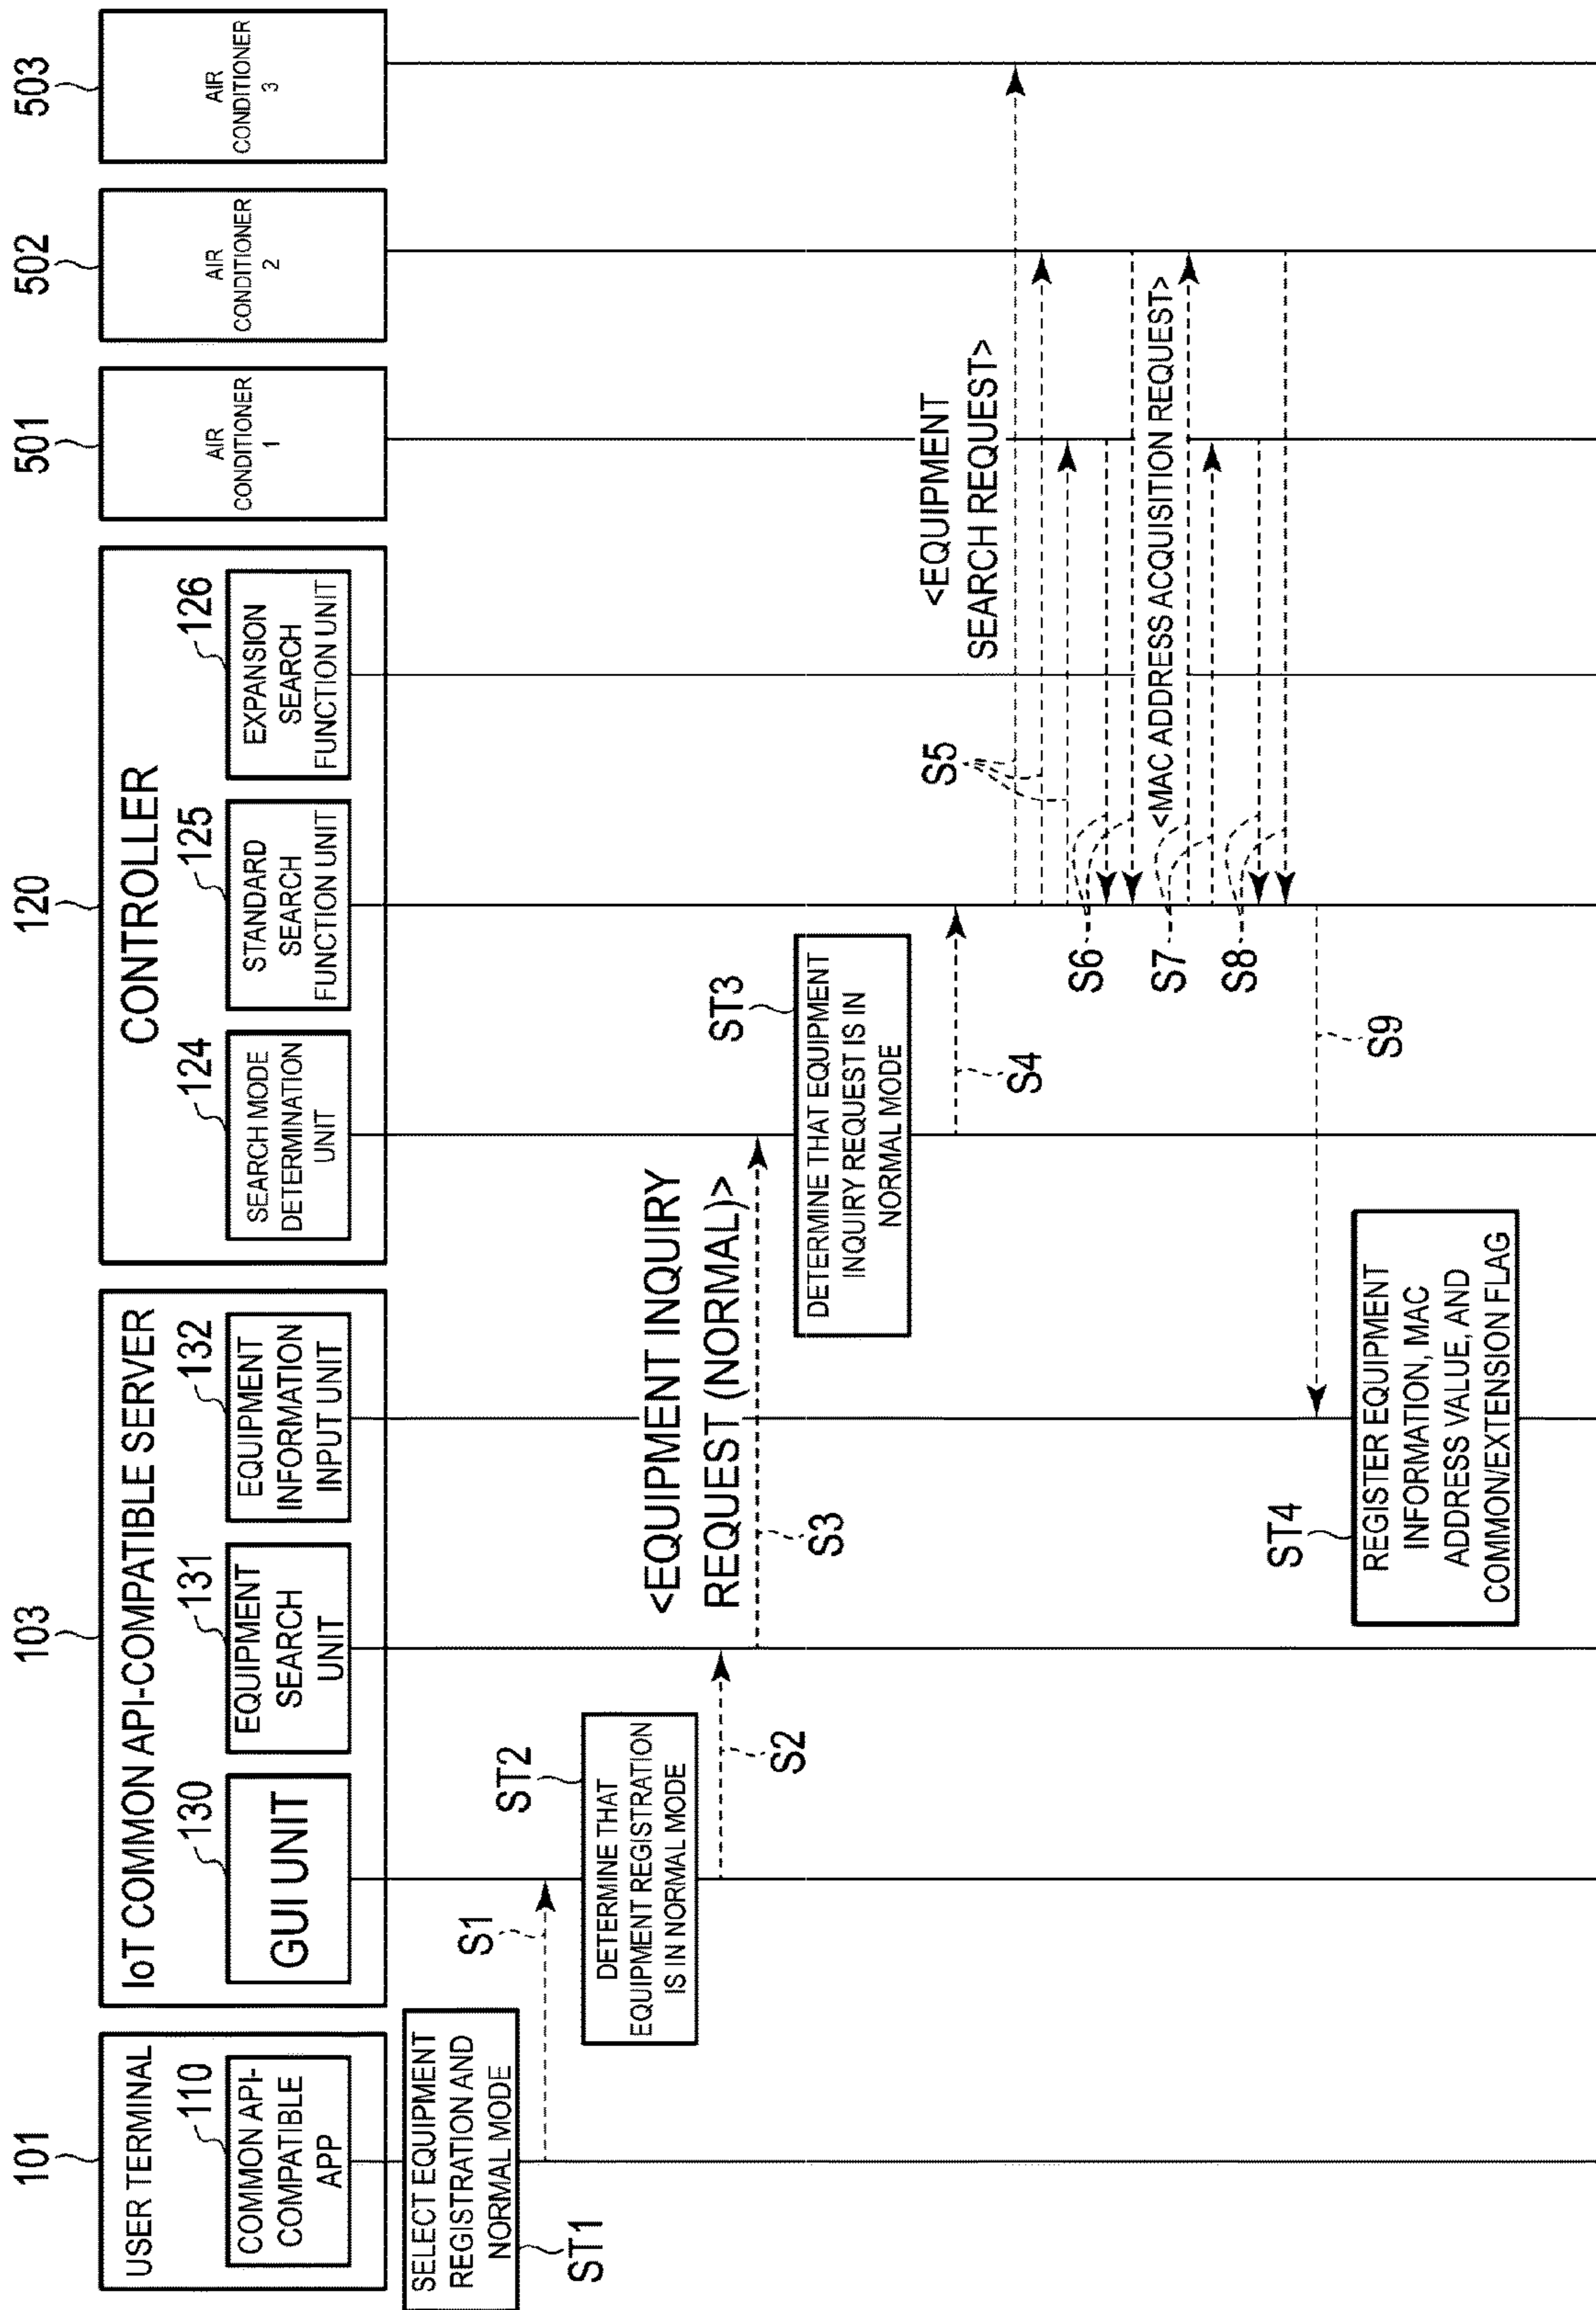 101
USER TERMINAL
110
COMMON API-
COMPATIBLE
APP
103
IoT COMMON API-COMPATIBLE SERVER
130
GUI UNIT
131
EQUIPMENT
SEARCH
UNIT
132
EQUIPMENT
INFORMATION
INPUT UNIT
120
CONTROLLER
124
SEARCH MODE
DETERMINATION
UNIT
125
STANDARD
SEARCH
FUNCTION UNIT
126
EXPANSION
SEARCH
FUNCTION UNIT
501
AIR
CONDITIONER
1
502
AIR
CONDITIONER
2
503
AIR
CONDITIONER
3
SELECT EQUIPMENT
REGISTRATION AND
NORMAL MODE
ST1
S1
ST2
DETERMINE THAT
EQUIPMENT REGISTRATION
IS IN NORMAL MODE
S2
<EQUIPMENT INQUIRY
REQUEST (NORMAL)>
S3
ST3
DETERMINE THAT EQUIPMENT
INQUIRY REQUEST IS IN
NORMAL MODE
S4
<EQUIPMENT
SEARCH REQUEST>
S5
S6
<MAC ADDRESS ACQUISITION REQUEST>
S7
S8
S9
ST4
REGISTER EQUIPMENT
INFORMATION, MAC
ADDRESS VALUE, AND
COMMON/EXTENSION FLAG